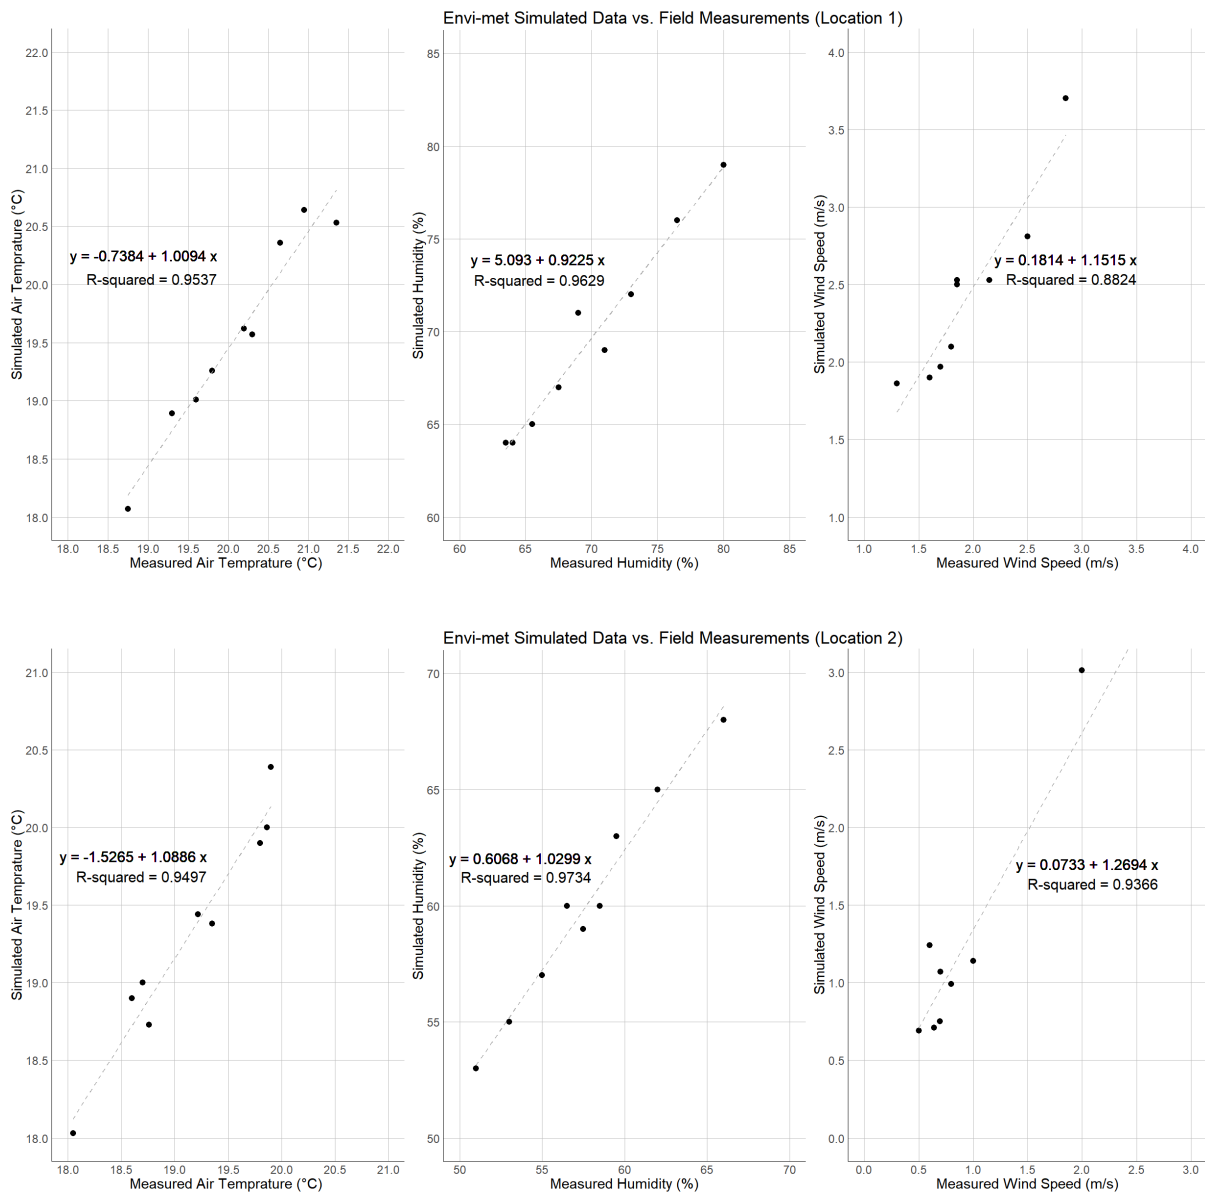 Envi-met Simulated Data vs. Field Measurements (Location 1)
Simulated Air Temprature (°C)
22.0
21.5
21.0
20.5
20.0
19.5
19.0
18.5
18.0
y = -0.7384 + 1.0094 x
R-squared = 0.9537
18.0 18.5 19.0 19.5 20.0 20.5 21.0 21.5 22.0
Measured Air Temprature (°C)
Simulated Humidity (%)
85
80
75
70
65
60
y = 5.093 + 0.9225 x
R-squared = 0.9629
60 65 70 75 80 85
Measured Humidity (%)
Simulated Wind Speed (m/s)
4.0
3.5
3.0
2.5
2.0
1.5
1.0
y = 0.1814 + 1.1515 x
R-squared = 0.8824
1.0 1.5 2.0 2.5 3.0 3.5 4.0
Measured Wind Speed (m/s)
Envi-met Simulated Data vs. Field Measurements (Location 2)
Simulated Air Temprature (°C)
21.0
20.5
20.0
19.5
19.0
18.5
18.0
y = -1.5265 + 1.0886 x
R-squared = 0.9497
18.0 18.5 19.0 19.5 20.0 20.5 21.0
Measured Air Temprature (°C)
Simulated Humidity (%)
70
65
60
55
50
y = 0.6068 + 1.0299 x
R-squared = 0.9734
50 55 60 65 70
Measured Humidity (%)
Simulated Wind Speed (m/s)
3.0
2.5
2.0
1.5
1.0
0.5
0.0
y = 0.0733 + 1.2694 x
R-squared = 0.9366
0.0 0.5 1.0 1.5 2.0 2.5 3.0
Measured Wind Speed (m/s)